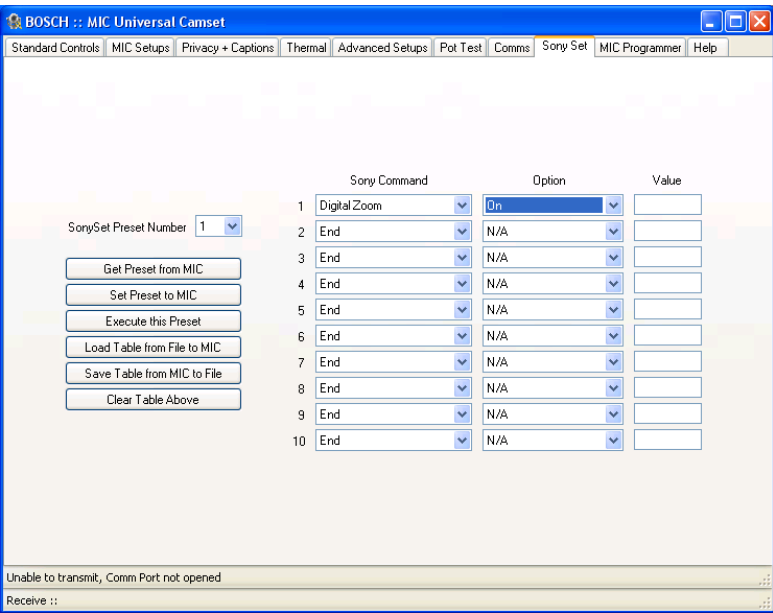 BOSCH :: MIC Universal Camset
Standard Controls MIC Setups Privacy + Captions Thermal Advanced Setups Pot Test Comms Sony Set MIC Programmer Help
Sony Command Option Value
1 Digital Zoom On
SonySet Preset Number 1
2 End N/A
3 End N/A
Get Preset from MIC
4 End N/A
Set Preset to MIC
5 End N/A
Execute this Preset
6 End N/A
Load Table from File to MIC
7 End N/A
Save Table from MIC to File
8 End N/A
Clear Table Above
9 End N/A
10 End N/A
Unable to transmit, Comm Port not opened
Receive ::